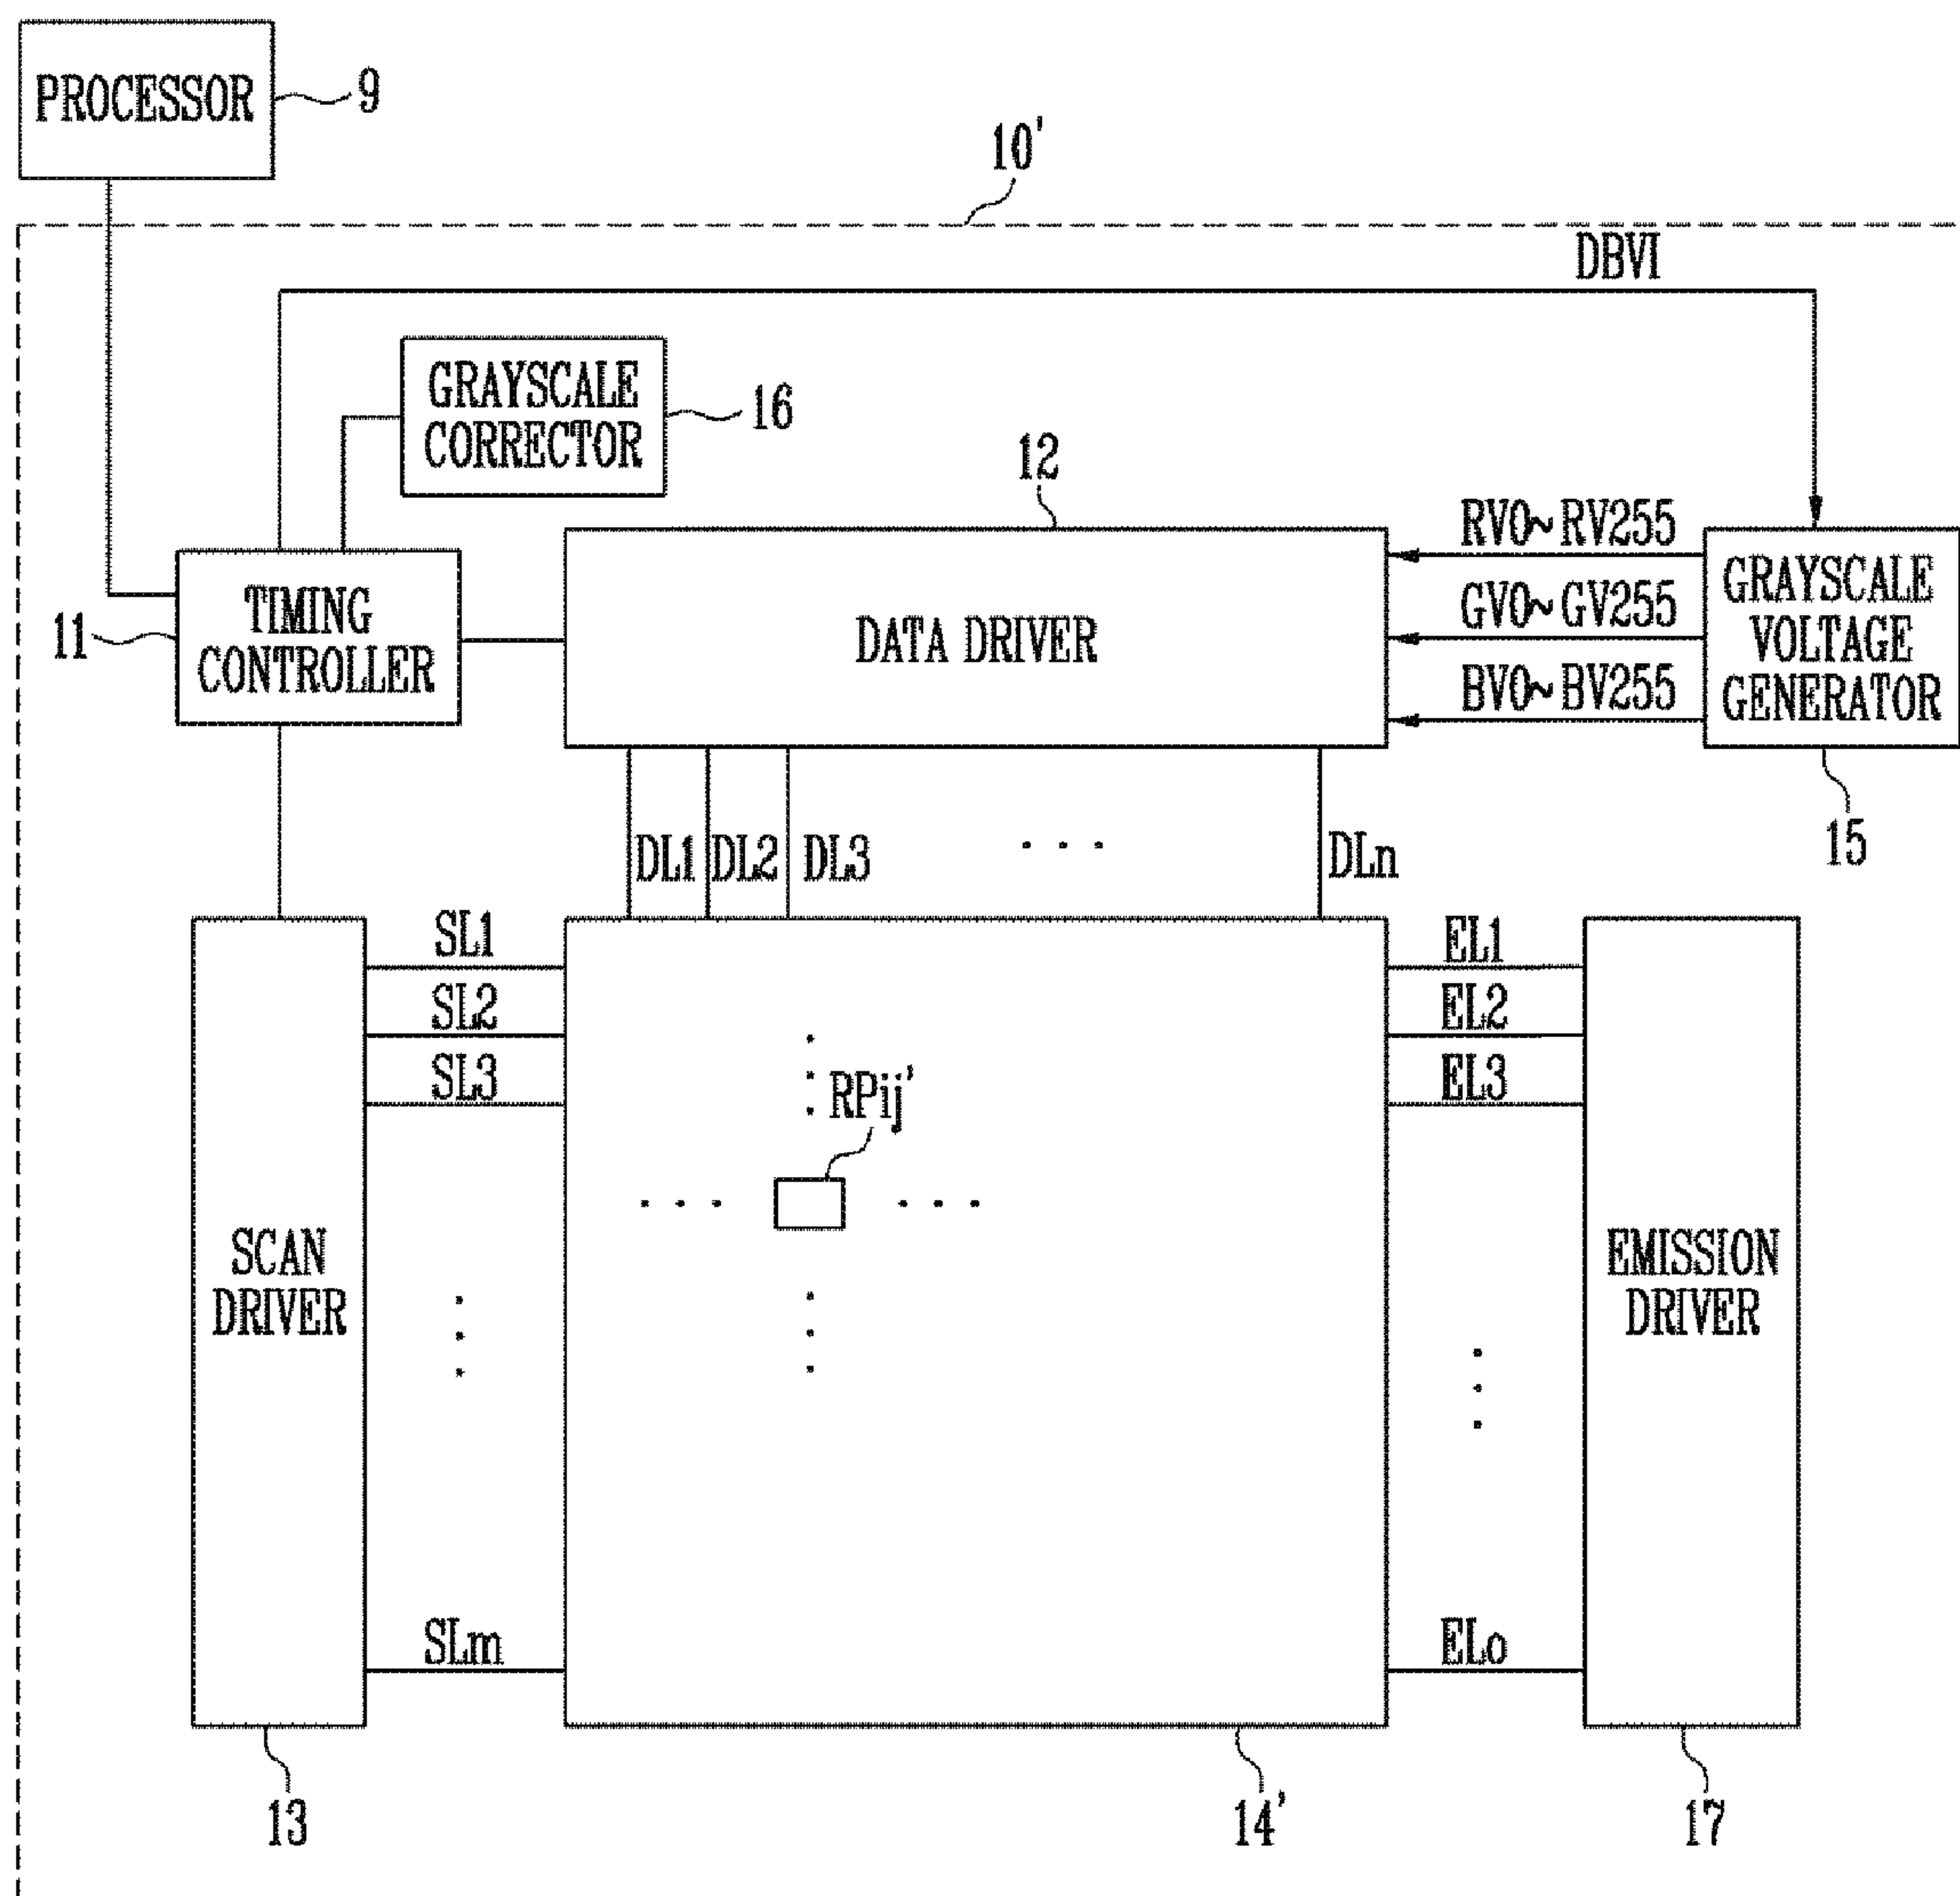 PROCESSOR
9
10'
DBVI
GRAYSCALE
CORRECTOR
16
12
RV0~RV255
GV0~GV255
BV0~BV255
GRAYSCALE
VOLTAGE
GENERATOR
TIMING
CONTROLLER
11
DATA DRIVER
15
DL1
DL2
DL3
. . .
DLn
SL1
SL2
SL3
SLm
EL1
EL2
EL3
ELo
RPij'
SCAN
DRIVER
EMISSION
DRIVER
13
14'
17